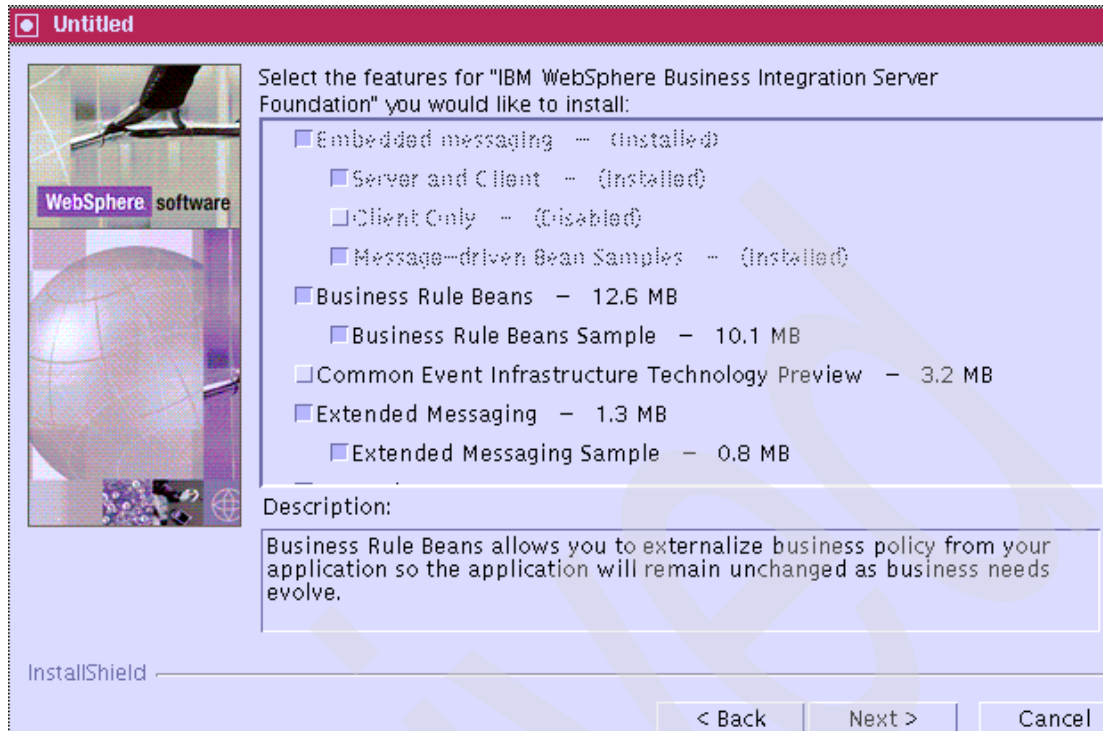 Untitled
WebSphere software
Select the features for "IBM WebSphere Business Integration Server
Foundation" you would like to install:
Embedded messaging - (Installed)
Server and Client - (Installed)
Client Only - (Disabled)
Message-driven Bean Samples - (Installed)
Business Rule Beans - 12.6 MB
Business Rule Beans Sample - 10.1 MB
Common Event Infrastructure Technology Preview - 3.2 MB
Extended Messaging - 1.3 MB
Extended Messaging Sample - 0.8 MB
Description:
Business Rule Beans allows you to externalize business policy from your
application so the application will remain unchanged as business needs
evolve.
InstallShield
< Back
Next >
Cancel